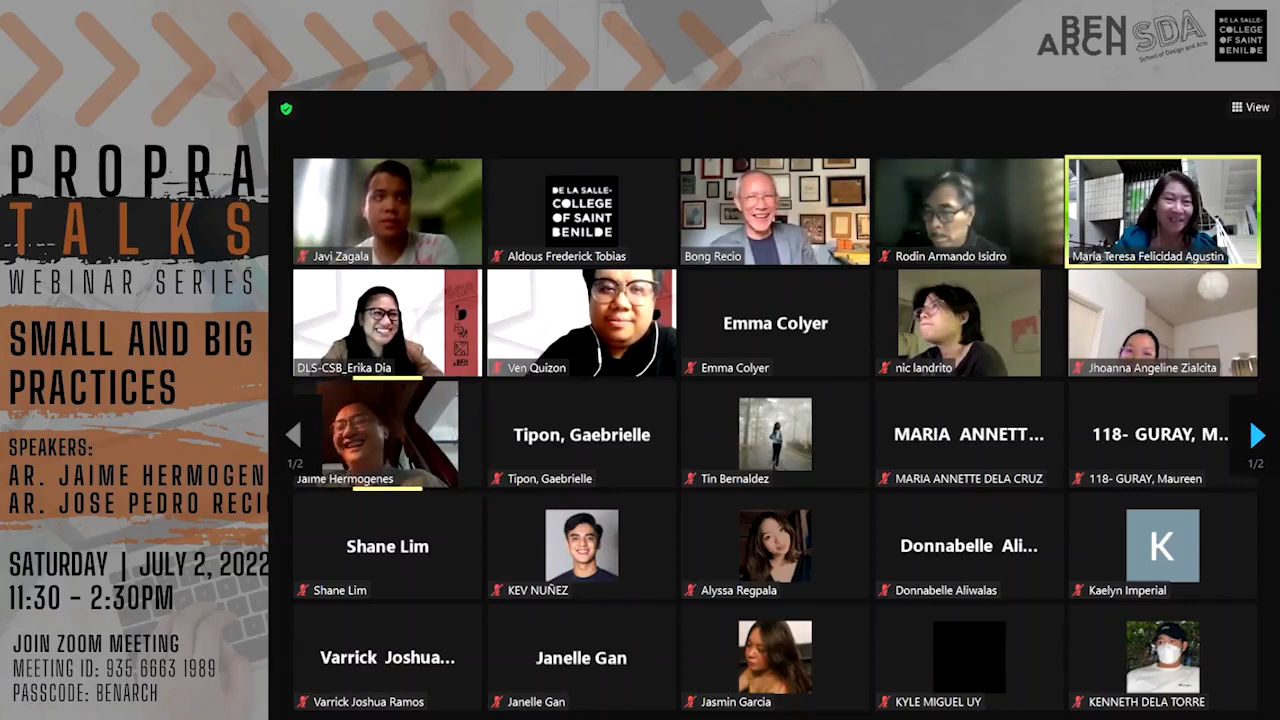 BEN
ARCH
SDA
School of Design and Arts
DE LA SALLE-
COLLEGE
OF SAINT
BENILDE
PROPRA
TALKS
WEBINAR SERIES
SMALL AND BIG
PRACTICES
SPEAKERS:
AR. JAIME HERMOGEN
AR. JOSE PEDRO RECIO
SATURDAY | JULY 2, 2022
11:30 - 2:30PM
JOIN ZOOM MEETING
MEETING ID: 935 6663 1989
PASSCODE: BENARCH
View
Javi Zagala
DE LA SALLE-
COLLEGE
OF SAINT
BENILDE
Aldous Frederick Tobias
Bong Recio
Rodin Armando Isidro
Maria Teresa Felicidad Agustin
DLS-CSB_Erika Dia
Ven Quizon
Emma Colyer
Emma Colyer
nic landrito
Jhoanna Angeline Zialcita
1/2
Jaime Hermogenes
Tipon, Gaebrielle
Tipon, Gaebrielle
Tin Bernaldez
MARIA ANNETT...
MARIA ANNETTE DELA CRUZ
118- GURAY, M...
118- GURAY, Maureen
1/2
Shane Lim
Shane Lim
KEV NUÑEZ
Alyssa Regpala
Donnabelle Ali...
Donnabelle Aliwalas
K
Kaelyn Imperial
Varrick Joshua...
Varrick Joshua Ramos
Janelle Gan
Janelle Gan
Jasmin Garcia
KYLE MIGUEL UY
KENNETH DELA TORRE